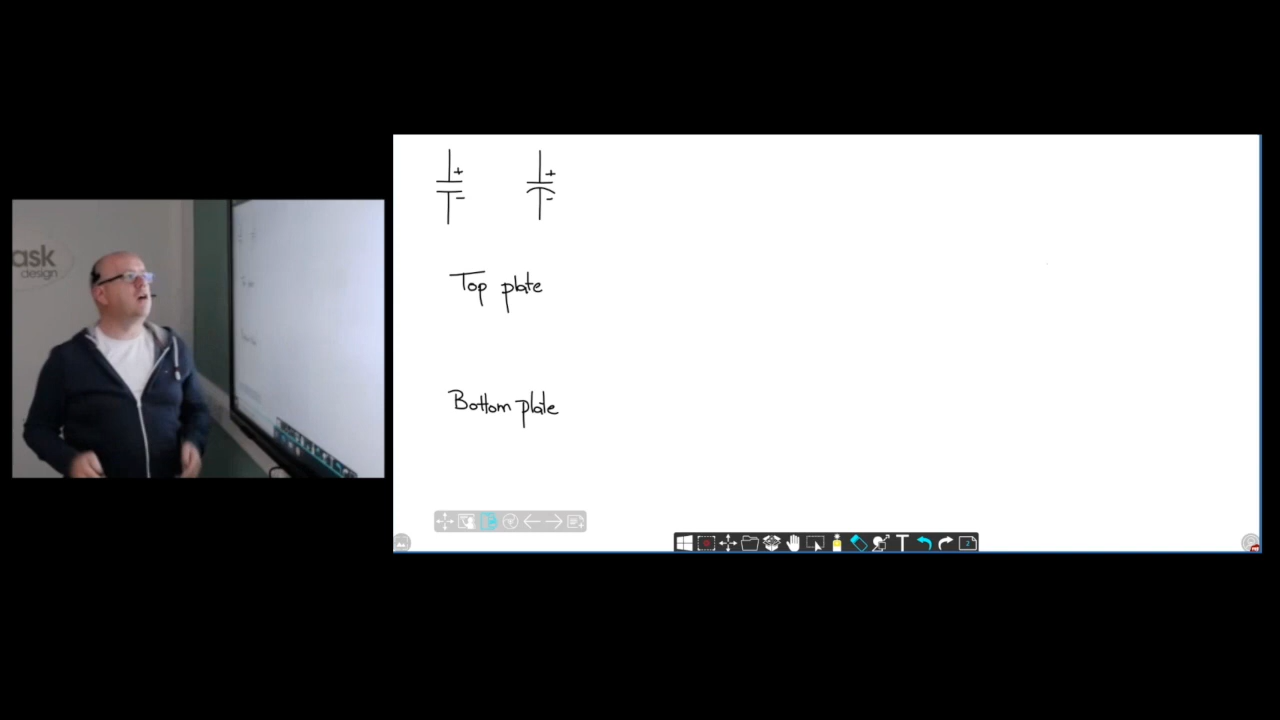 ask
design
+
-
+
-
Top plate
Bottom plate